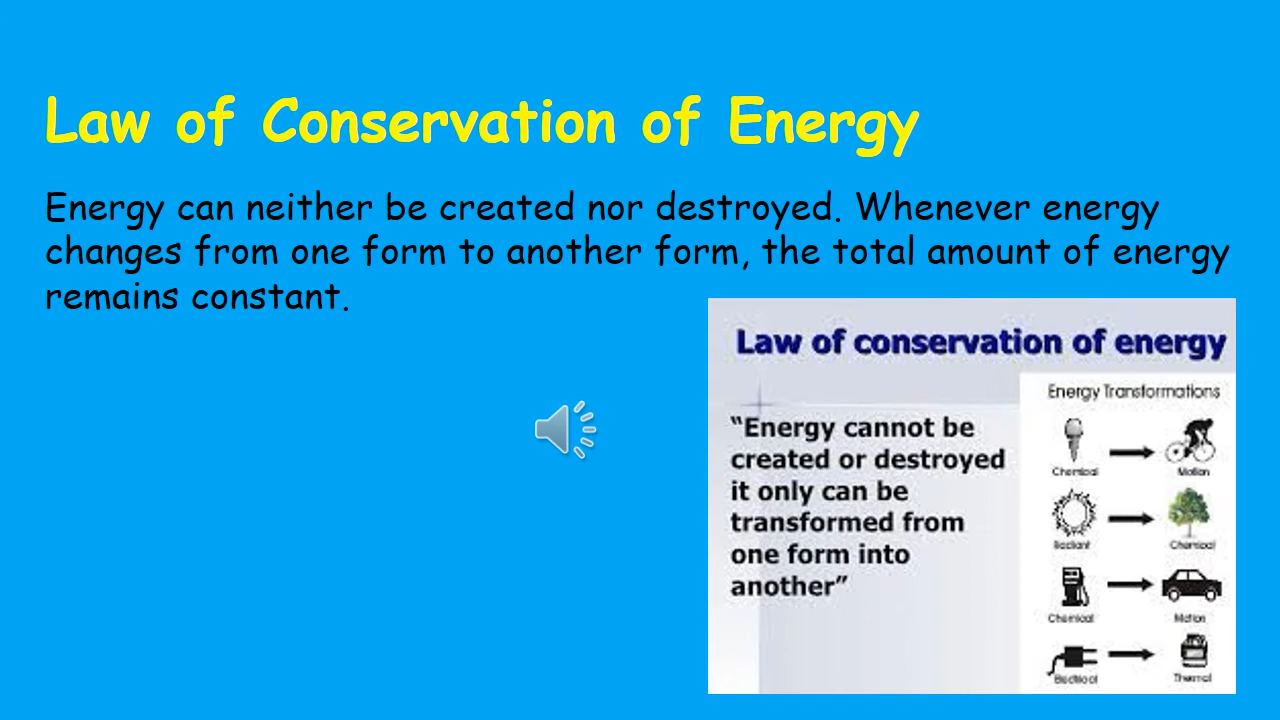 Law of Conservation of Energy
Energy can neither be created nor destroyed. Whenever energy
changes from one form to another form, the total amount of energy
remains constant.
Law of conservation of energy
"Energy cannot be
created or destroyed
it only can be
transformed from
one form into
another"
Energy Transformations
Chemical Motion
Radiant Chemical
Chemical Motion
Electrical Thermal